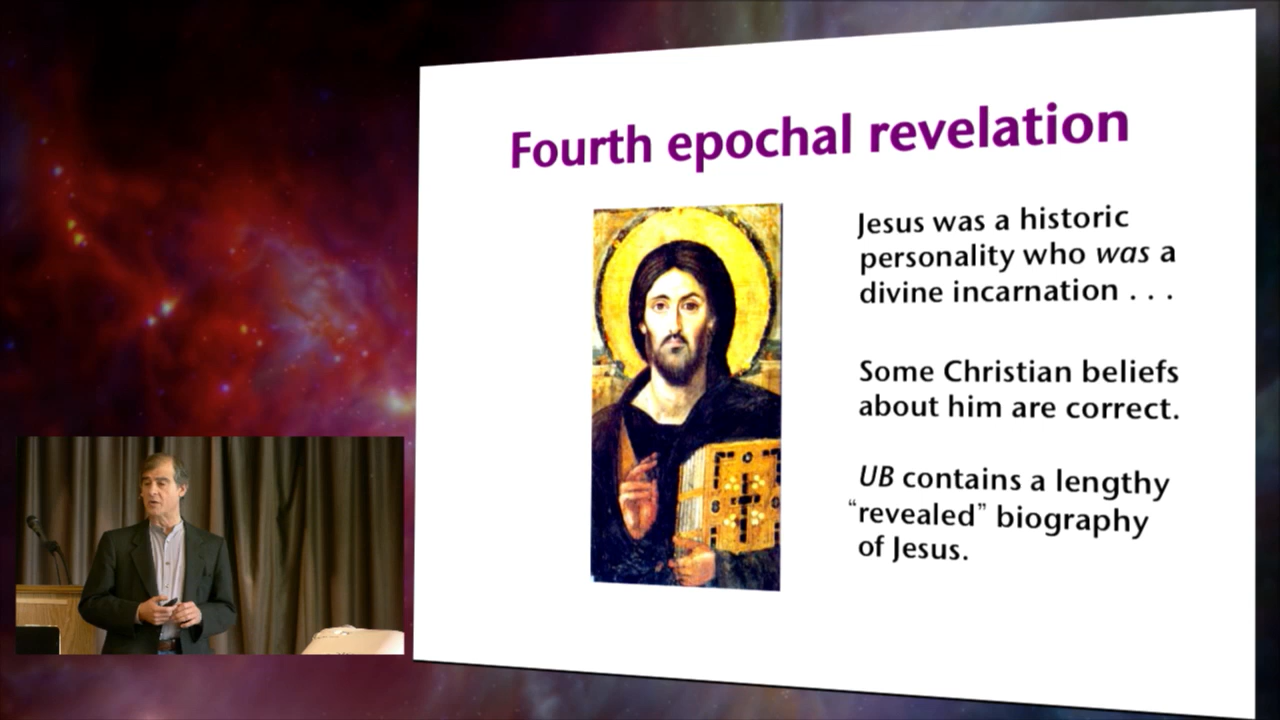 Fourth epochal revelation
Jesus was a historic
personality who was a
divine incarnation . . .
Some Christian beliefs
about him are correct.
UB contains a lengthy
“revealed” biography
of Jesus.